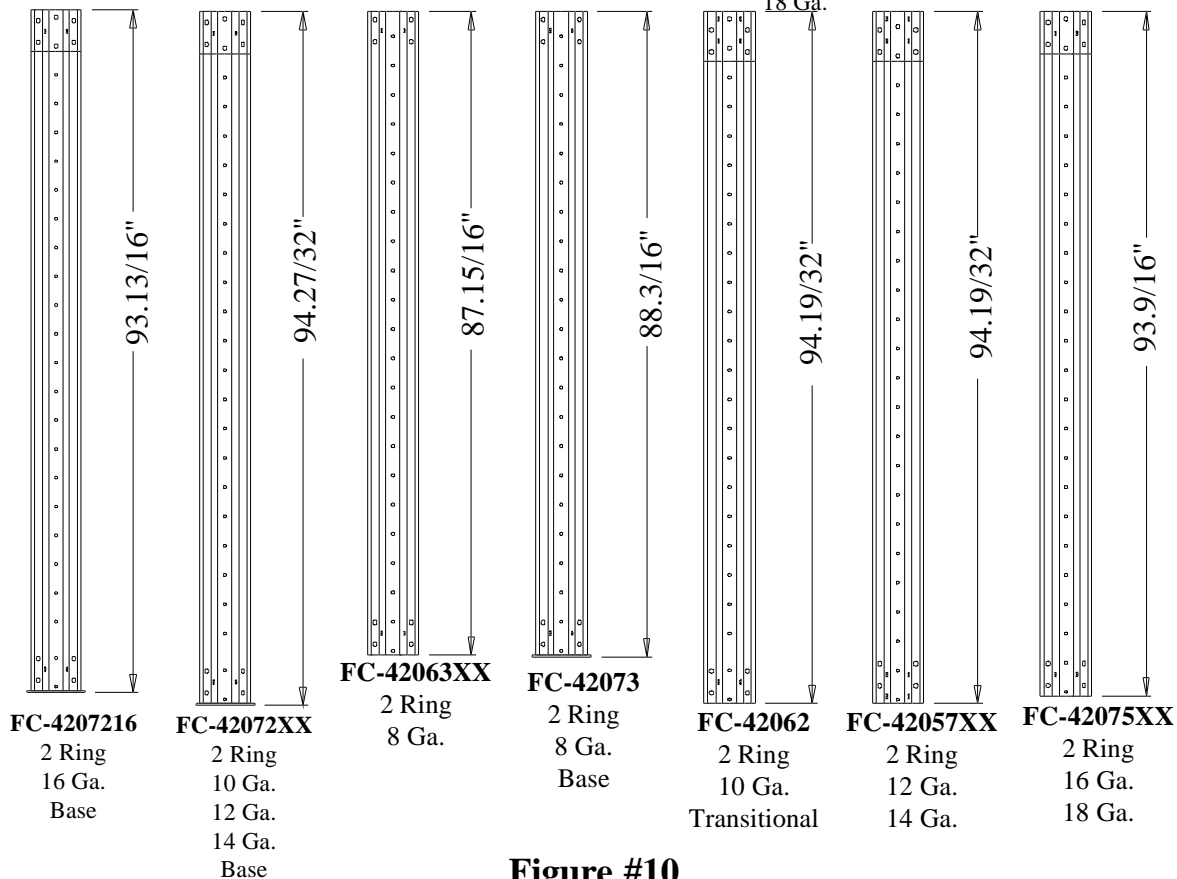 18 Ga.
93.13/16"
94.27/32"
87.15/16"
88.3/16"
94.19/32"
94.19/32"
93.9/16"
FC-4207216
2 Ring
16 Ga.
Base
FC-42072XX
2 Ring
10 Ga.
12 Ga.
14 Ga.
Base
FC-42063XX
2 Ring
8 Ga.
FC-42073
2 Ring
8 Ga.
Base
FC-42062
2 Ring
10 Ga.
Transitional
FC-42057XX
2 Ring
12 Ga.
14 Ga.
FC-42075XX
2 Ring
16 Ga.
18 Ga.
Figure #10